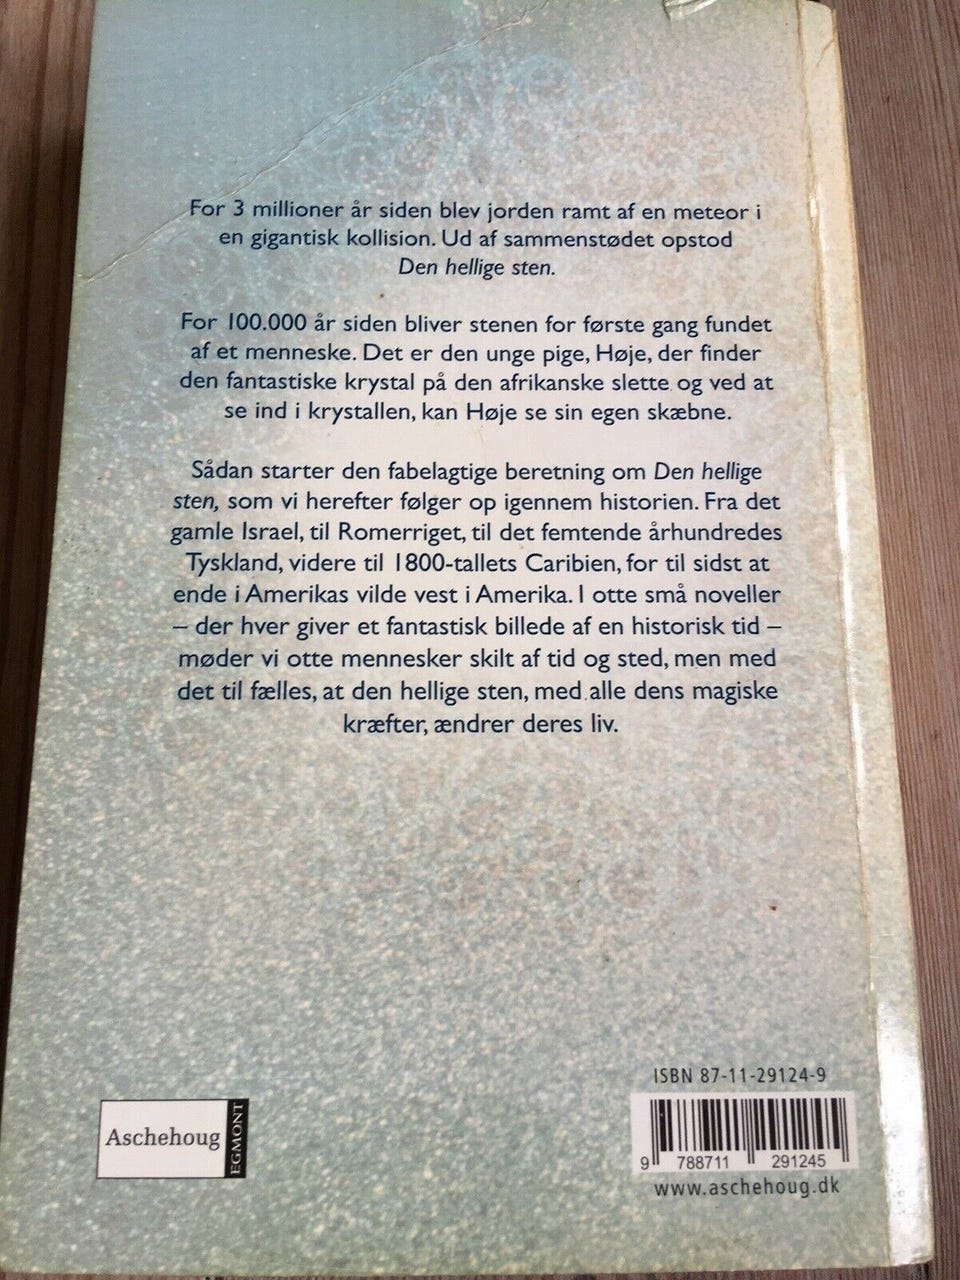 For 3 millioner år siden blev jorden ramt af en meteor i
en gigantisk kollision. Ud af sammenstødet opstod
Den hellige sten.
For 100.000 år siden bliver stenen for første gang fundet
af et menneske. Det er den unge pige, Høje, der finder
den fantastiske krystal på den afrikanske slette og ved at
se ind i krystallen, kan Høje se sin egen skæbne.
Sådan starter den fabelagtige beretning om Den hellige
sten, som vi herefter følger op igennem historien. Fra det
gamle Israel, til Romerriget, til det femtende århundredes
Tyskland, videre til 1800-tallets Caribien, for til sidst at
ende i Amerikas vilde vest i Amerika. I otte små noveller
– der hver giver et fantastisk billede af en historisk tid –
møder vi otte mennesker skilt af tid og sted, men med
det til fælles, at den hellige sten, med alle dens magiske
kræfter, ændrer deres liv.
Aschehoug
EGMONT
ISBN 87-11-29124-9
9 788711 291245
www.aschehoug.dk